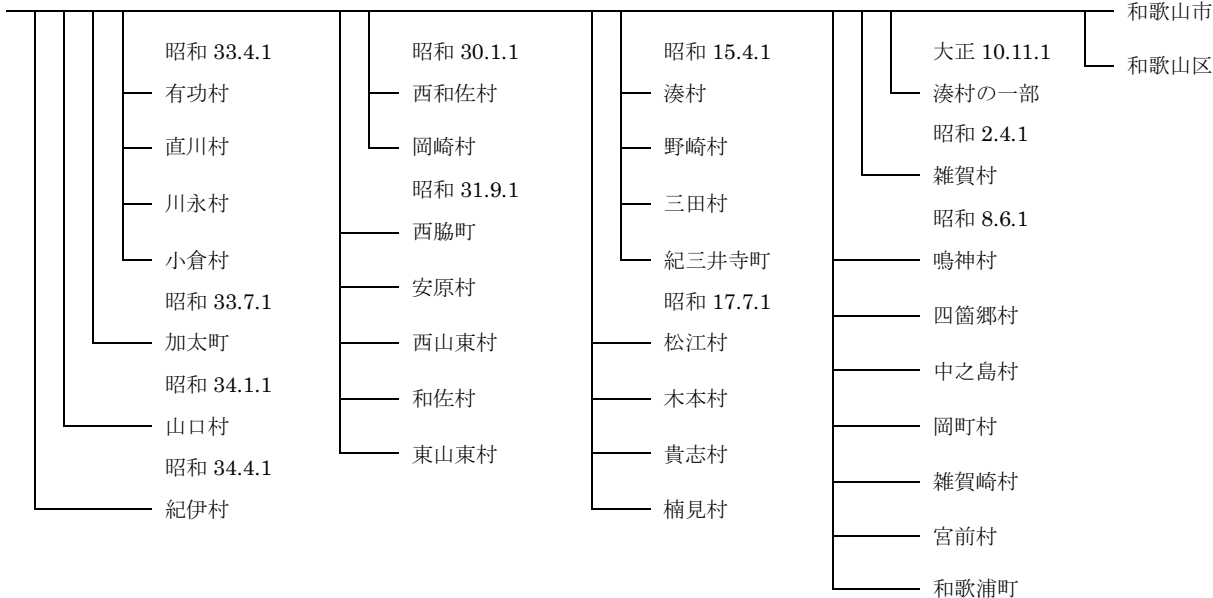 和歌山市
和歌山区
大正 10.11.1
湊村の一部
昭和 2.4.1
雑賀村
昭和 8.6.1
鳴神村
四箇郷村
中之島村
岡町村
雑賀崎村
宮前村
和歌浦町
昭和 15.4.1
湊村
野崎村
三田村
紀三井寺町
昭和 17.7.1
松江村
木本村
貴志村
楠見村
昭和 30.1.1
西和佐村
岡崎村
昭和 31.9.1
西脇町
安原村
西山東村
和佐村
東山東村
昭和 33.4.1
有功村
直川村
川永村
小倉村
昭和 33.7.1
加太町
昭和 34.1.1
山口村
昭和 34.4.1
紀伊村